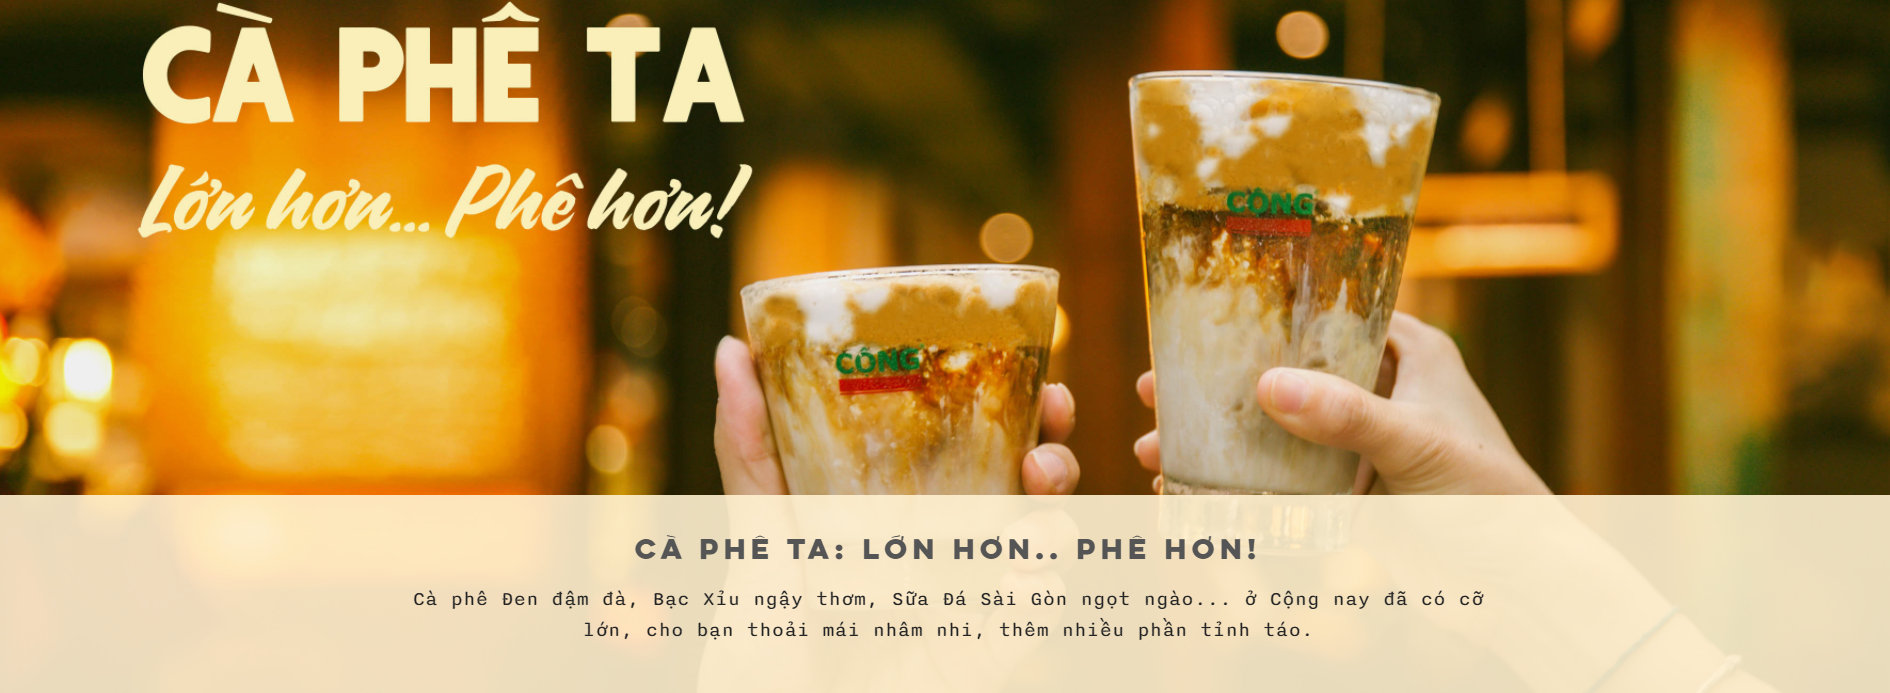 CÀ PHÊ TA
Lớn hơn... Phê hơn!
CỘNG
CỘNG
CÀ PHÊ TA: LỚN HƠN.. PHÊ HƠN!
Cà phê Đen đậm đà, Bạc Xỉu ngậy thơm, Sữa Đá Sài Gòn ngọt ngào... ở Cộng nay đã có cỡ
lớn, cho bạn thoải mái nhâm nhi, thêm nhiều phần tỉnh táo.